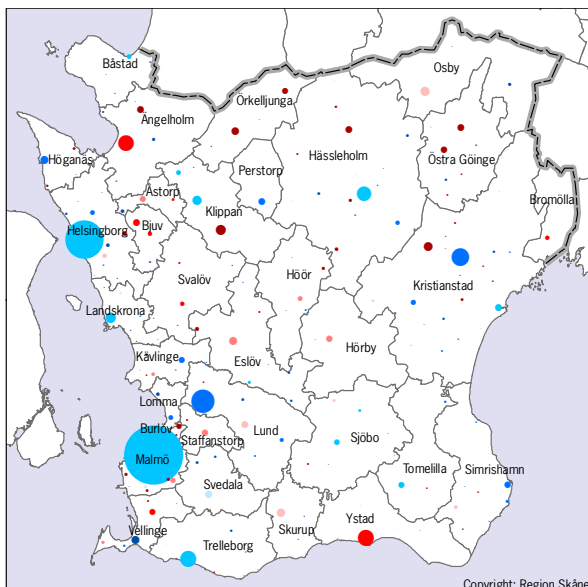 Båstad
Osby
Örkelljunga
Ängelholm
Hässleholm
Östra Göinge
Höganäs
Perstorp
Åstorp
Klippan
Bromölla
Bjuv
Helsingborg
Svalöv
Höör
Kristianstad
Landskrona
Kävlinge
Eslöv
Hörby
Lomma
Burlöv
Staffanstorp
Lund
Sjöbo
Malmö
Tomelilla
Simrishamn
Svedala
Vellinge
Skurup
Ystad
Trelleborg
Copyright: Region Skåne